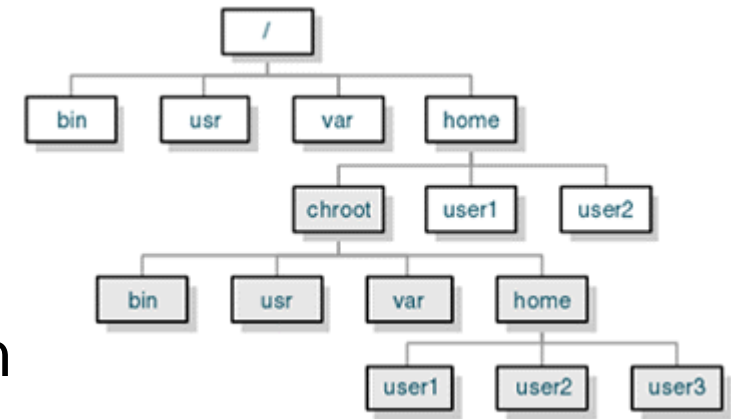 /
bin usr var home
chroot user1 user2
bin usr var home
n
user1 user2 user3